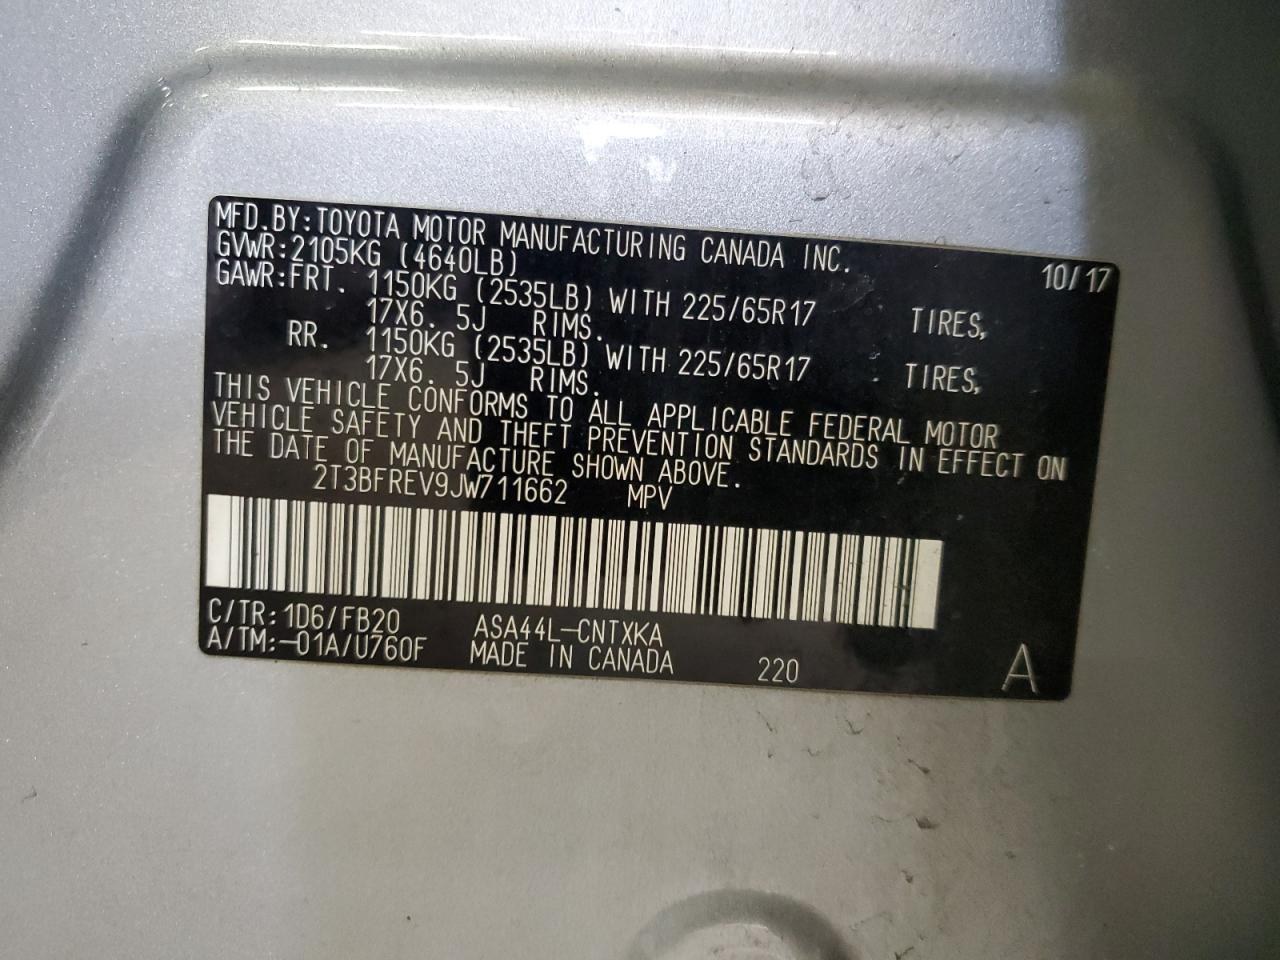 MFD.BY:TOYOTA MOTOR MANUFACTURING CANADA INC. 10/17
GVWR:2105KG (4640LB)
GAWR:FRT. 1150KG (2535LB) WITH 225/65R17 TIRES,
17X6. 5J RIMS.
RR. 1150KG (2535LB) WITH 225/65R17 TIRES,
17X6. 5J RIMS.
THIS VEHICLE CONFORMS TO ALL APPLICABLE FEDERAL MOTOR
VEHICLE SAFETY AND THEFT PREVENTION STANDARDS IN EFFECT ON
THE DATE OF MANUFACTURE SHOWN ABOVE.
2T3BFREV9JW711662 MPV
C/TR:1D6/FB20 ASA44L-CNTXKA
A/TM:-01A/U760F MADE IN CANADA 220 A